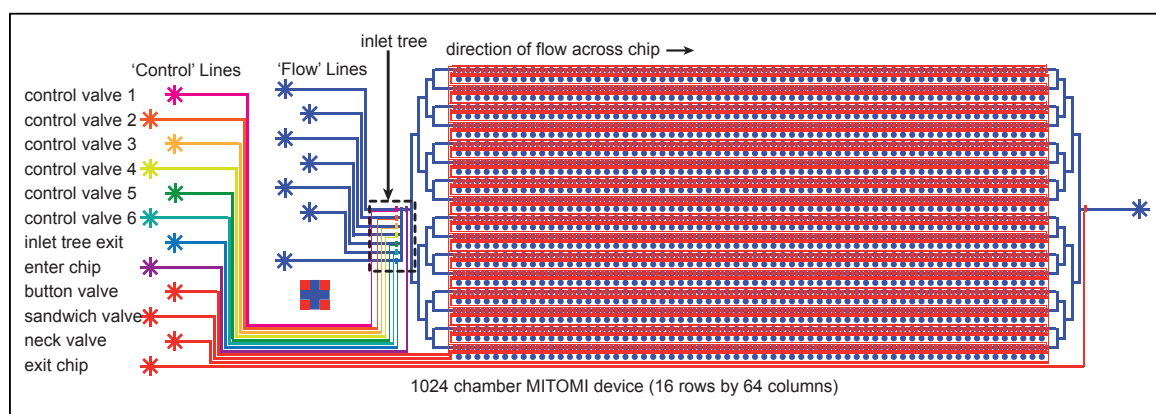 inlet tree
direction of flow across chip
'Control' Lines
'Flow' Lines
control valve 1
control valve 2
control valve 3
control valve 4
control valve 5
control valve 6
inlet tree exit
enter chip
button valve
sandwich valve
neck valve
exit chip
1024 chamber MITOMI device (16 rows by 64 columns)